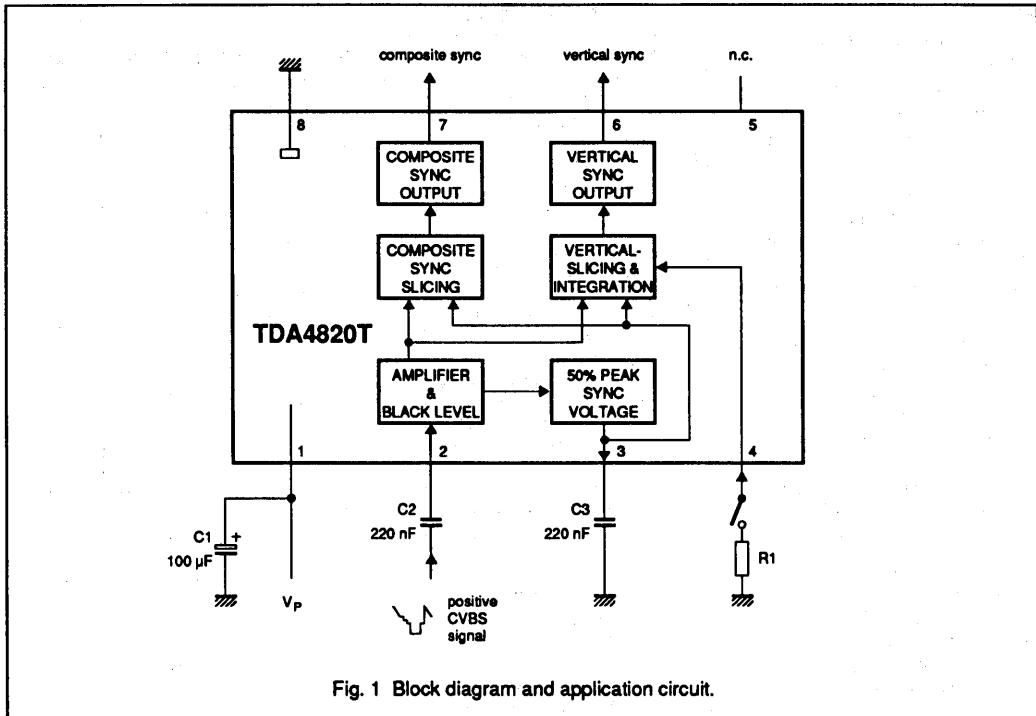 composite sync
vertical sync
n.c.
8
7
6
5
COMPOSITE
SYNC
OUTPUT
VERTICAL
SYNC
OUTPUT
COMPOSITE
SYNC
SLICING
VERTICAL-
SLICING &
INTEGRATION
TDA4820T
AMPLIFIER
&
BLACK LEVEL
50% PEAK
SYNC
VOLTAGE
1
2
3
4
C1
+
100 µF
VP
C2
220 nF
positive
CVBS
signal
C3
220 nF
R1
Fig. 1 Block diagram and application circuit.